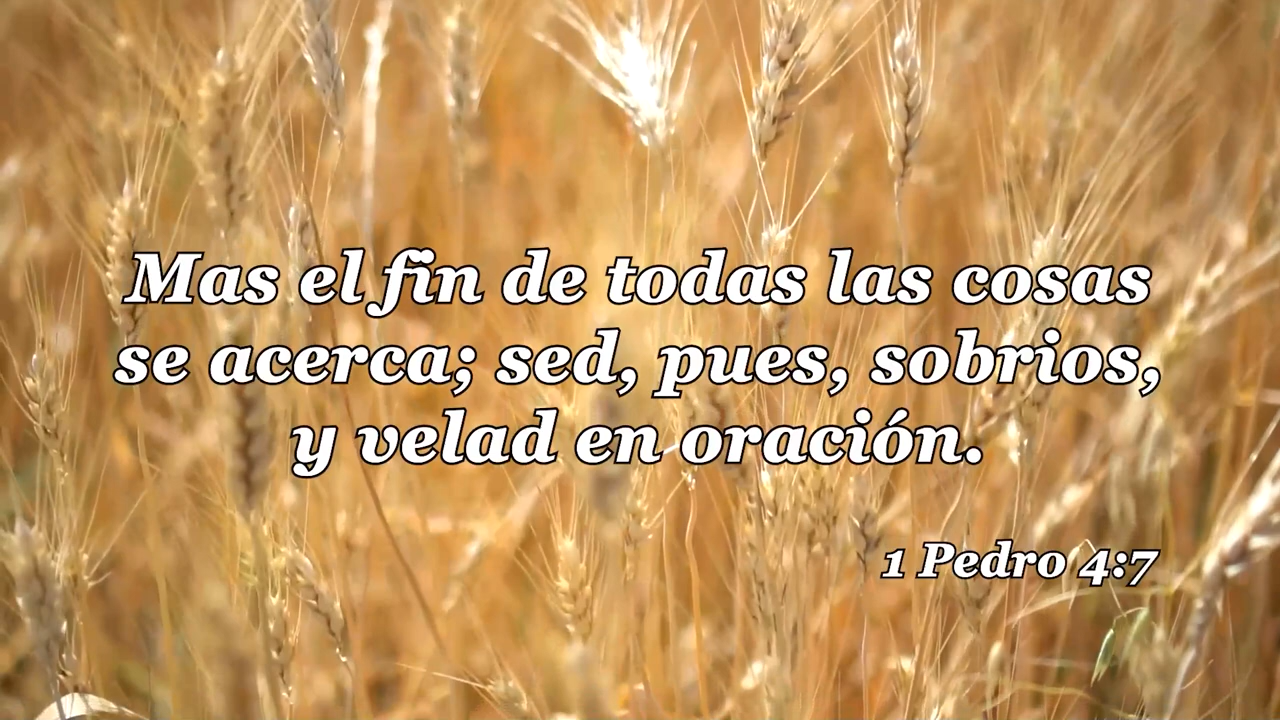 Mas el fin de todas las cosas
se acerca; sed, pues, sobrios,
y velad en oración.
1 Pedro 4:7